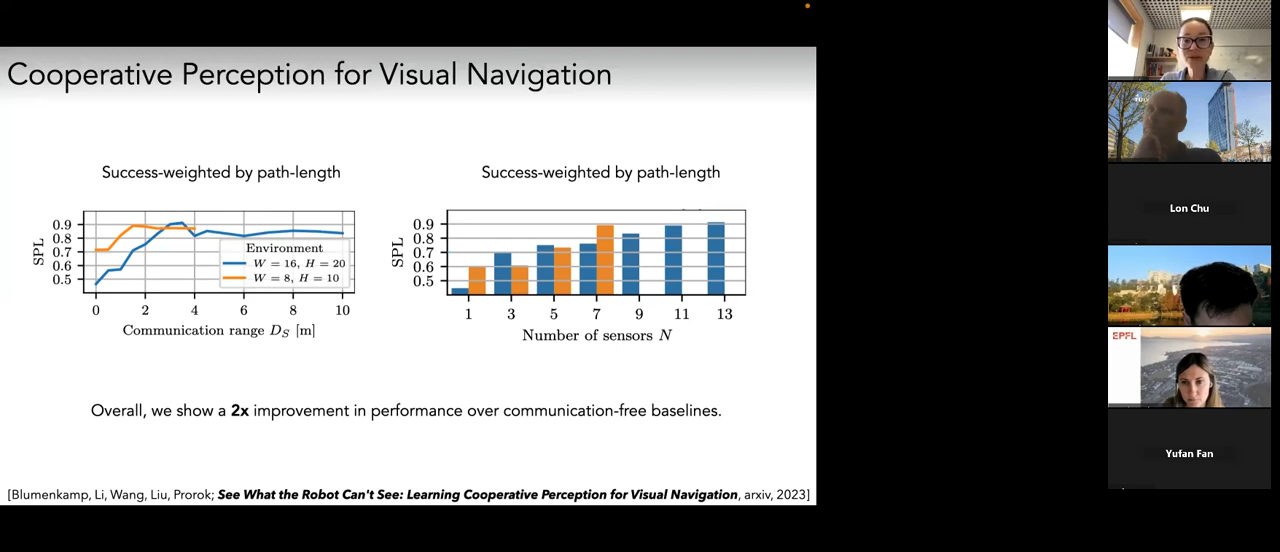 Cooperative Perception for Visual Navigation
Success-weighted by path-length
SPL
0.9
0.8
0.7
0.6
0.5
Environment
W = 16, H = 20
W = 8, H = 10
0 2 4 6 8 10
Communication range D_S [m]
Success-weighted by path-length
SPL
0.9
0.8
0.7
0.6
0.5
1 3 5 7 9 11 13
Number of sensors N
Overall, we show a 2x improvement in performance over communication-free baselines.
[Blumenkamp, Li, Wang, Liu, Prorok; See What the Robot Can't See: Learning Cooperative Perception for Visual Navigation, arxiv, 2023]
Lon Chu
EPFL
Yufan Fan